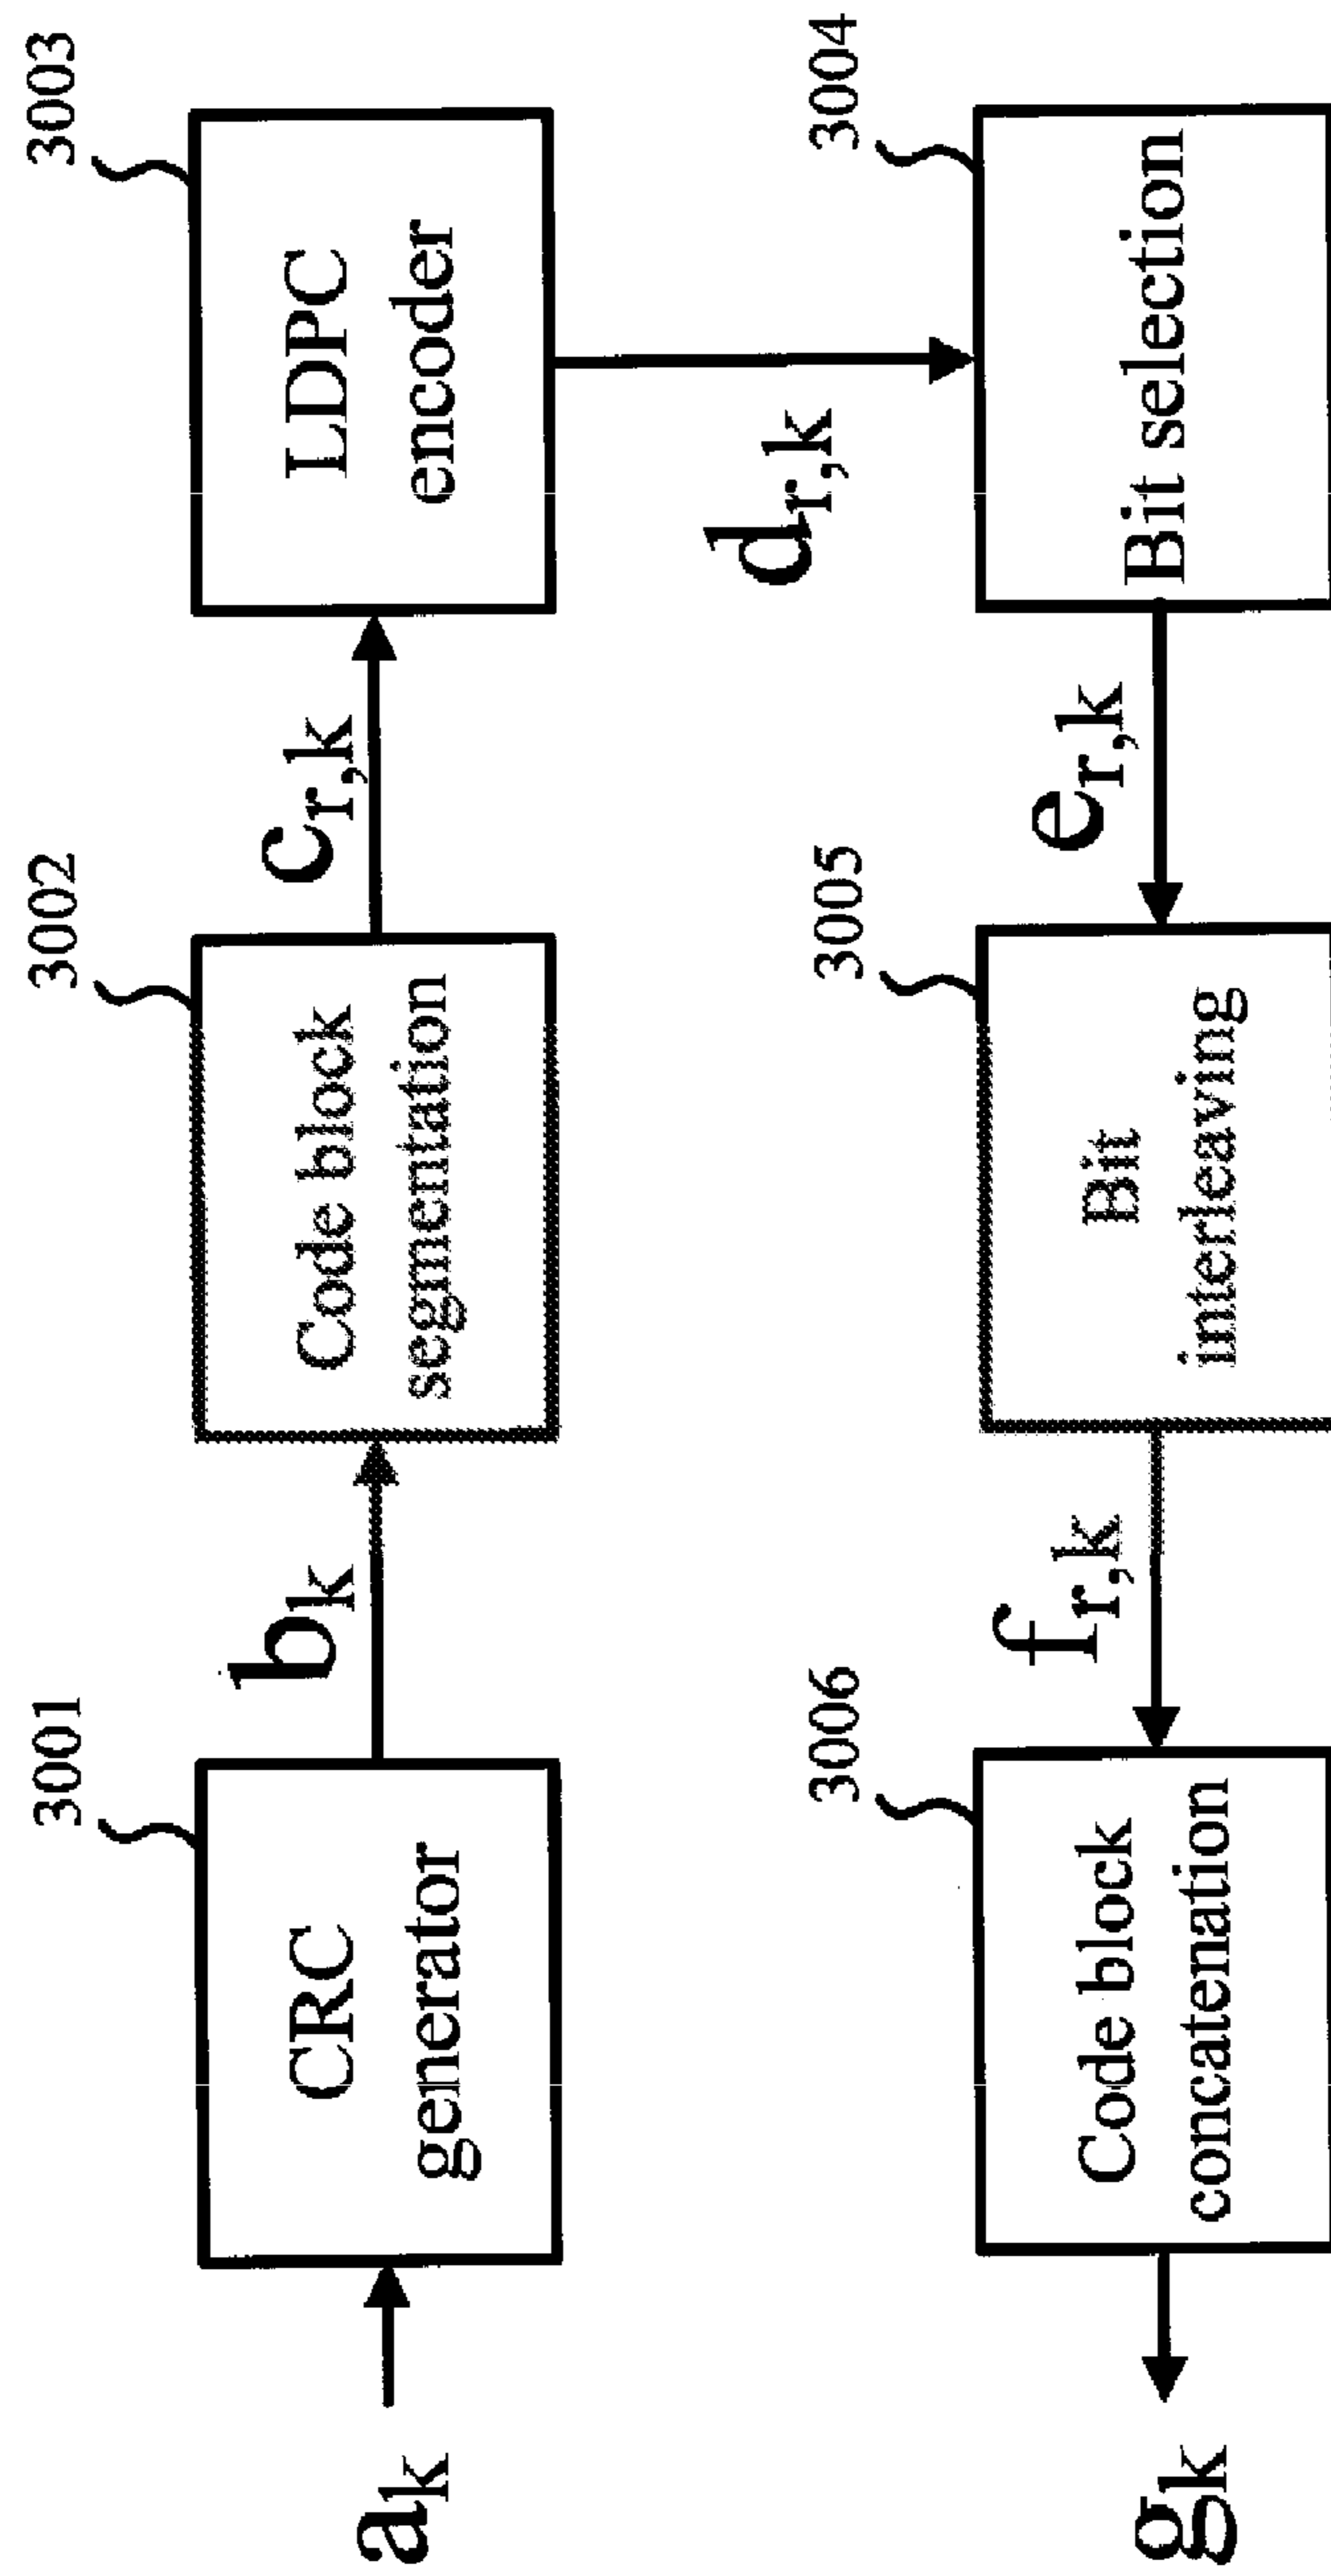 3001
3002
3003
CRC
generator
Code block
segmentation
LDPC
encoder
a_k
b_k
c_{r,k}
d_{r,k}
3006
3005
3004
Code block
concatenation
Bit
interleaving
Bit selection
g_k
f_{r,k}
e_{r,k}